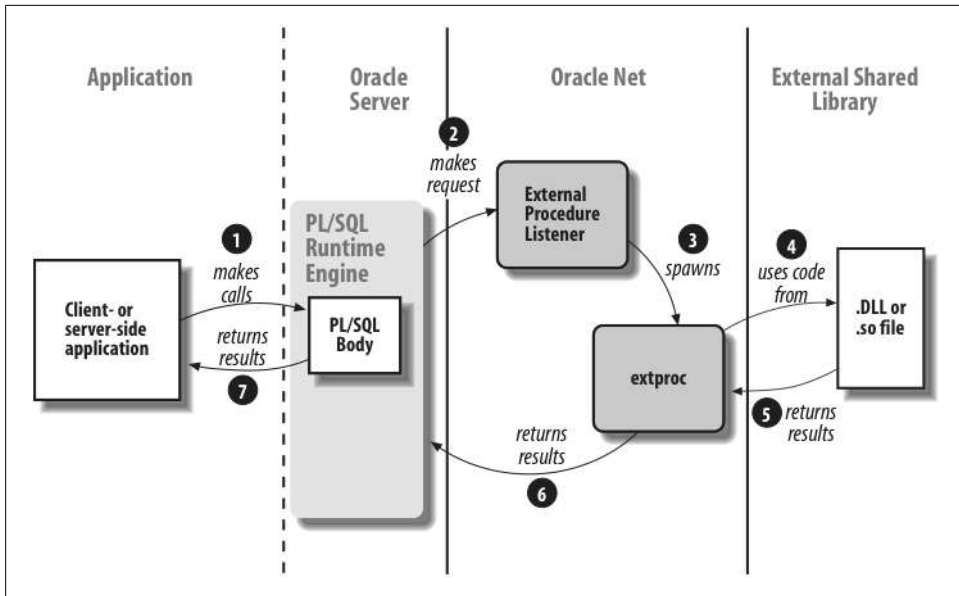 Application
Oracle
Server
Oracle Net
External Shared
Library
2
makes
request
External
Procedure
Listener
PL/SQL
Runtime
Engine
1
makes
calls
3
spawns
4
uses code
from
Client- or
server-side
application
PL/SQL
Body
.DLL or
.so file
returns
results
7
extproc
5
returns
results
returns
results
6